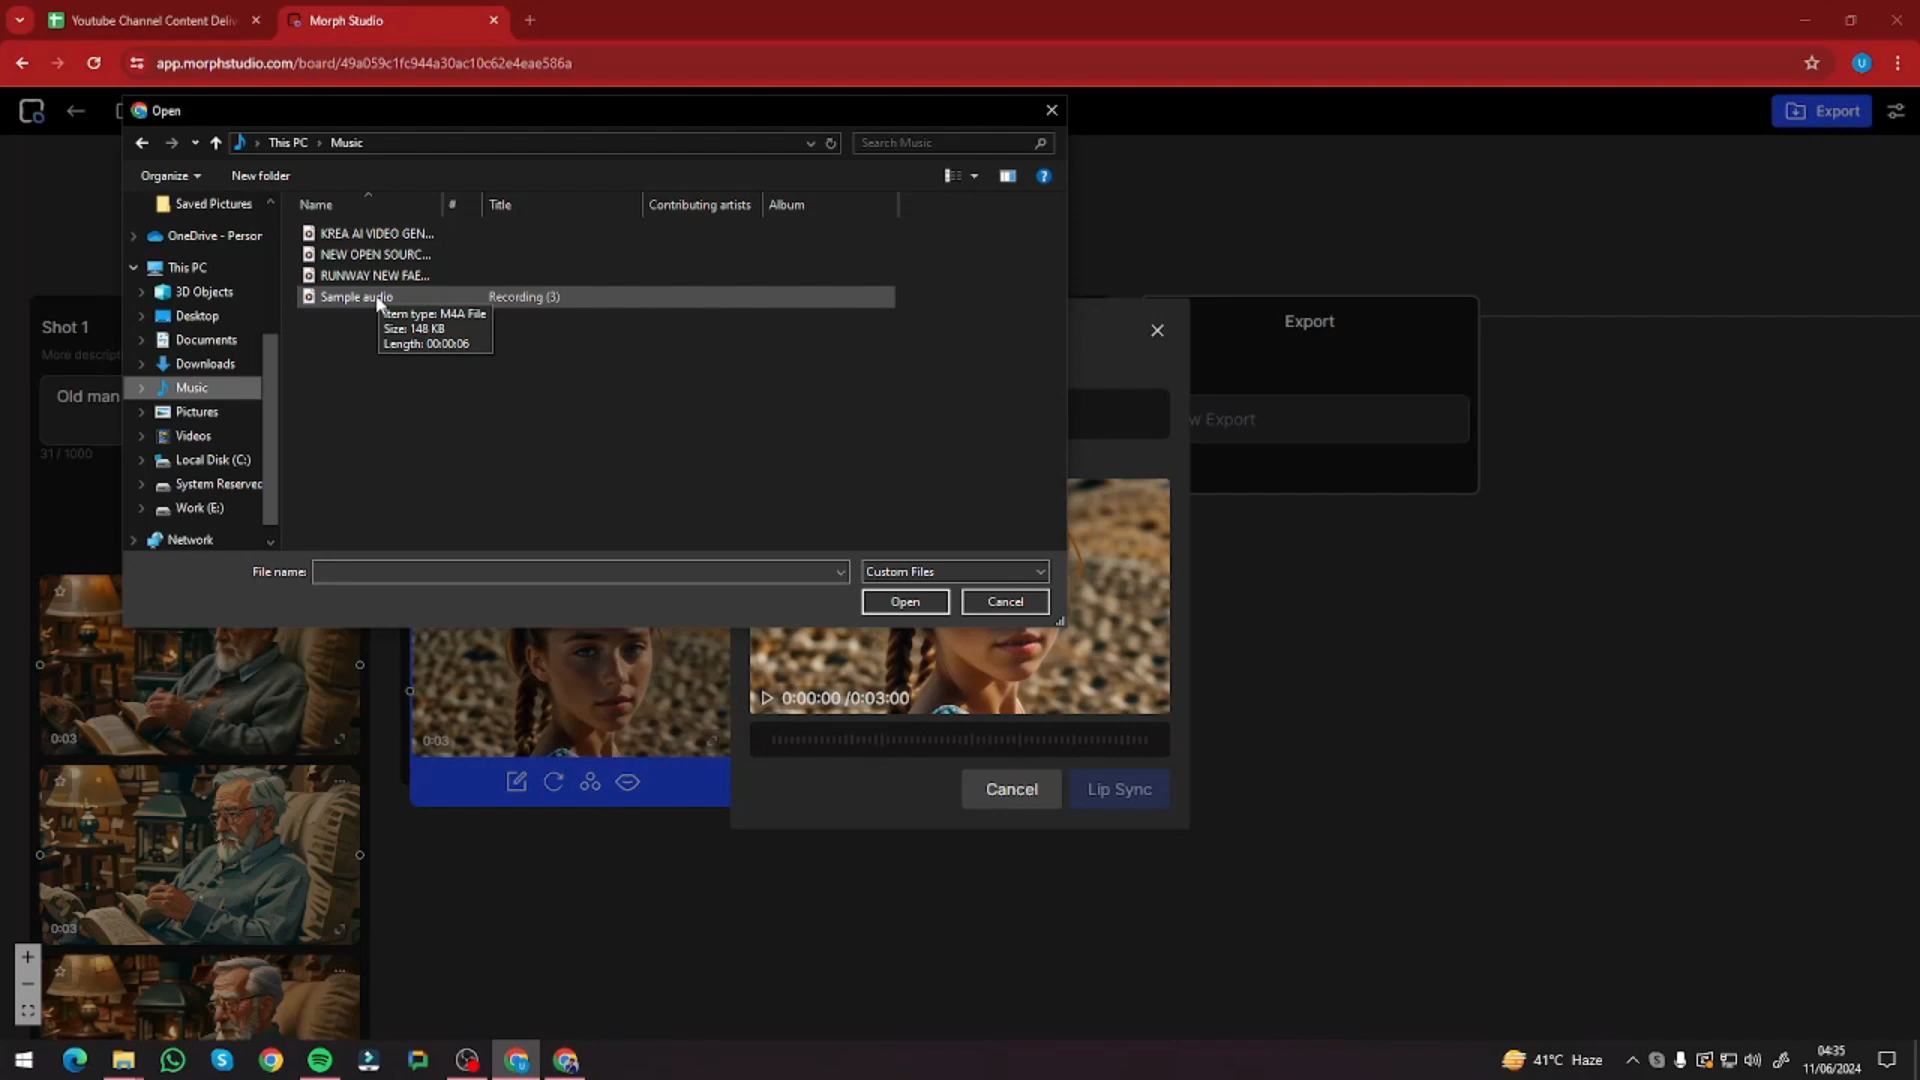 Youtube Channel Content Deliv
Morph Studio
app.morphstudio.com/board/49a059c1fc944a30ac10c62e4eae586a
Open
Export
This PC
Music
Search Music
Organize
New folder
Saved Pictures
Name
#
Title
Contributing artists
Album
OneDrive - Person
KREA AI VIDEO GEN...
NEW OPEN SOURC...
This PC
RUNWAY NEW FAE...
3D Objects
Sample audio
Recording (3)
Desktop
Item type: M4A File
Size: 148 KB
Length: 00:00:06
Shot 1
Export
Documents
More descript
Downloads
Music
Old man
Pictures
w Export
Videos
31 / 1000
Local Disk (C:)
System Reserved
Work (E:)
Network
File name:
Custom Files
Open
Cancel
0:00:00 /0:03:00
0:03
0:03
Cancel
Lip Sync
0:03
41°C Haze
04:35
11/06/2024